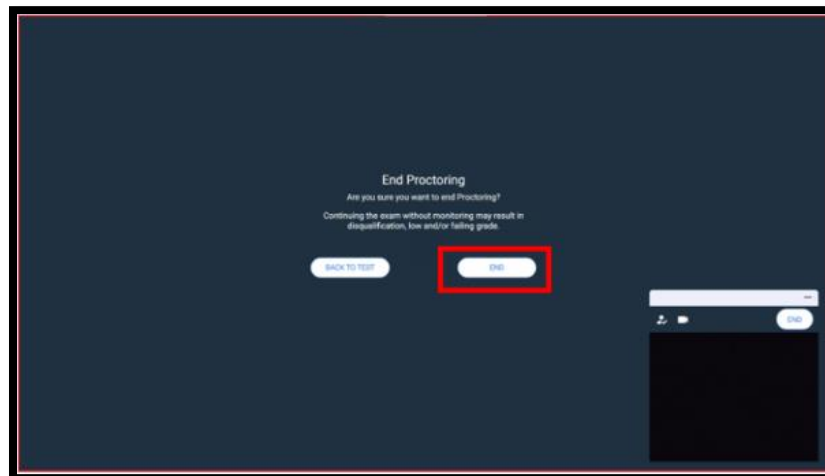 End Proctoring
Are you sure you want to end Proctoring?
Continuing the exam without monitoring may result in
disqualification, low and/or failing grade.
BACK TO TEST
END
END